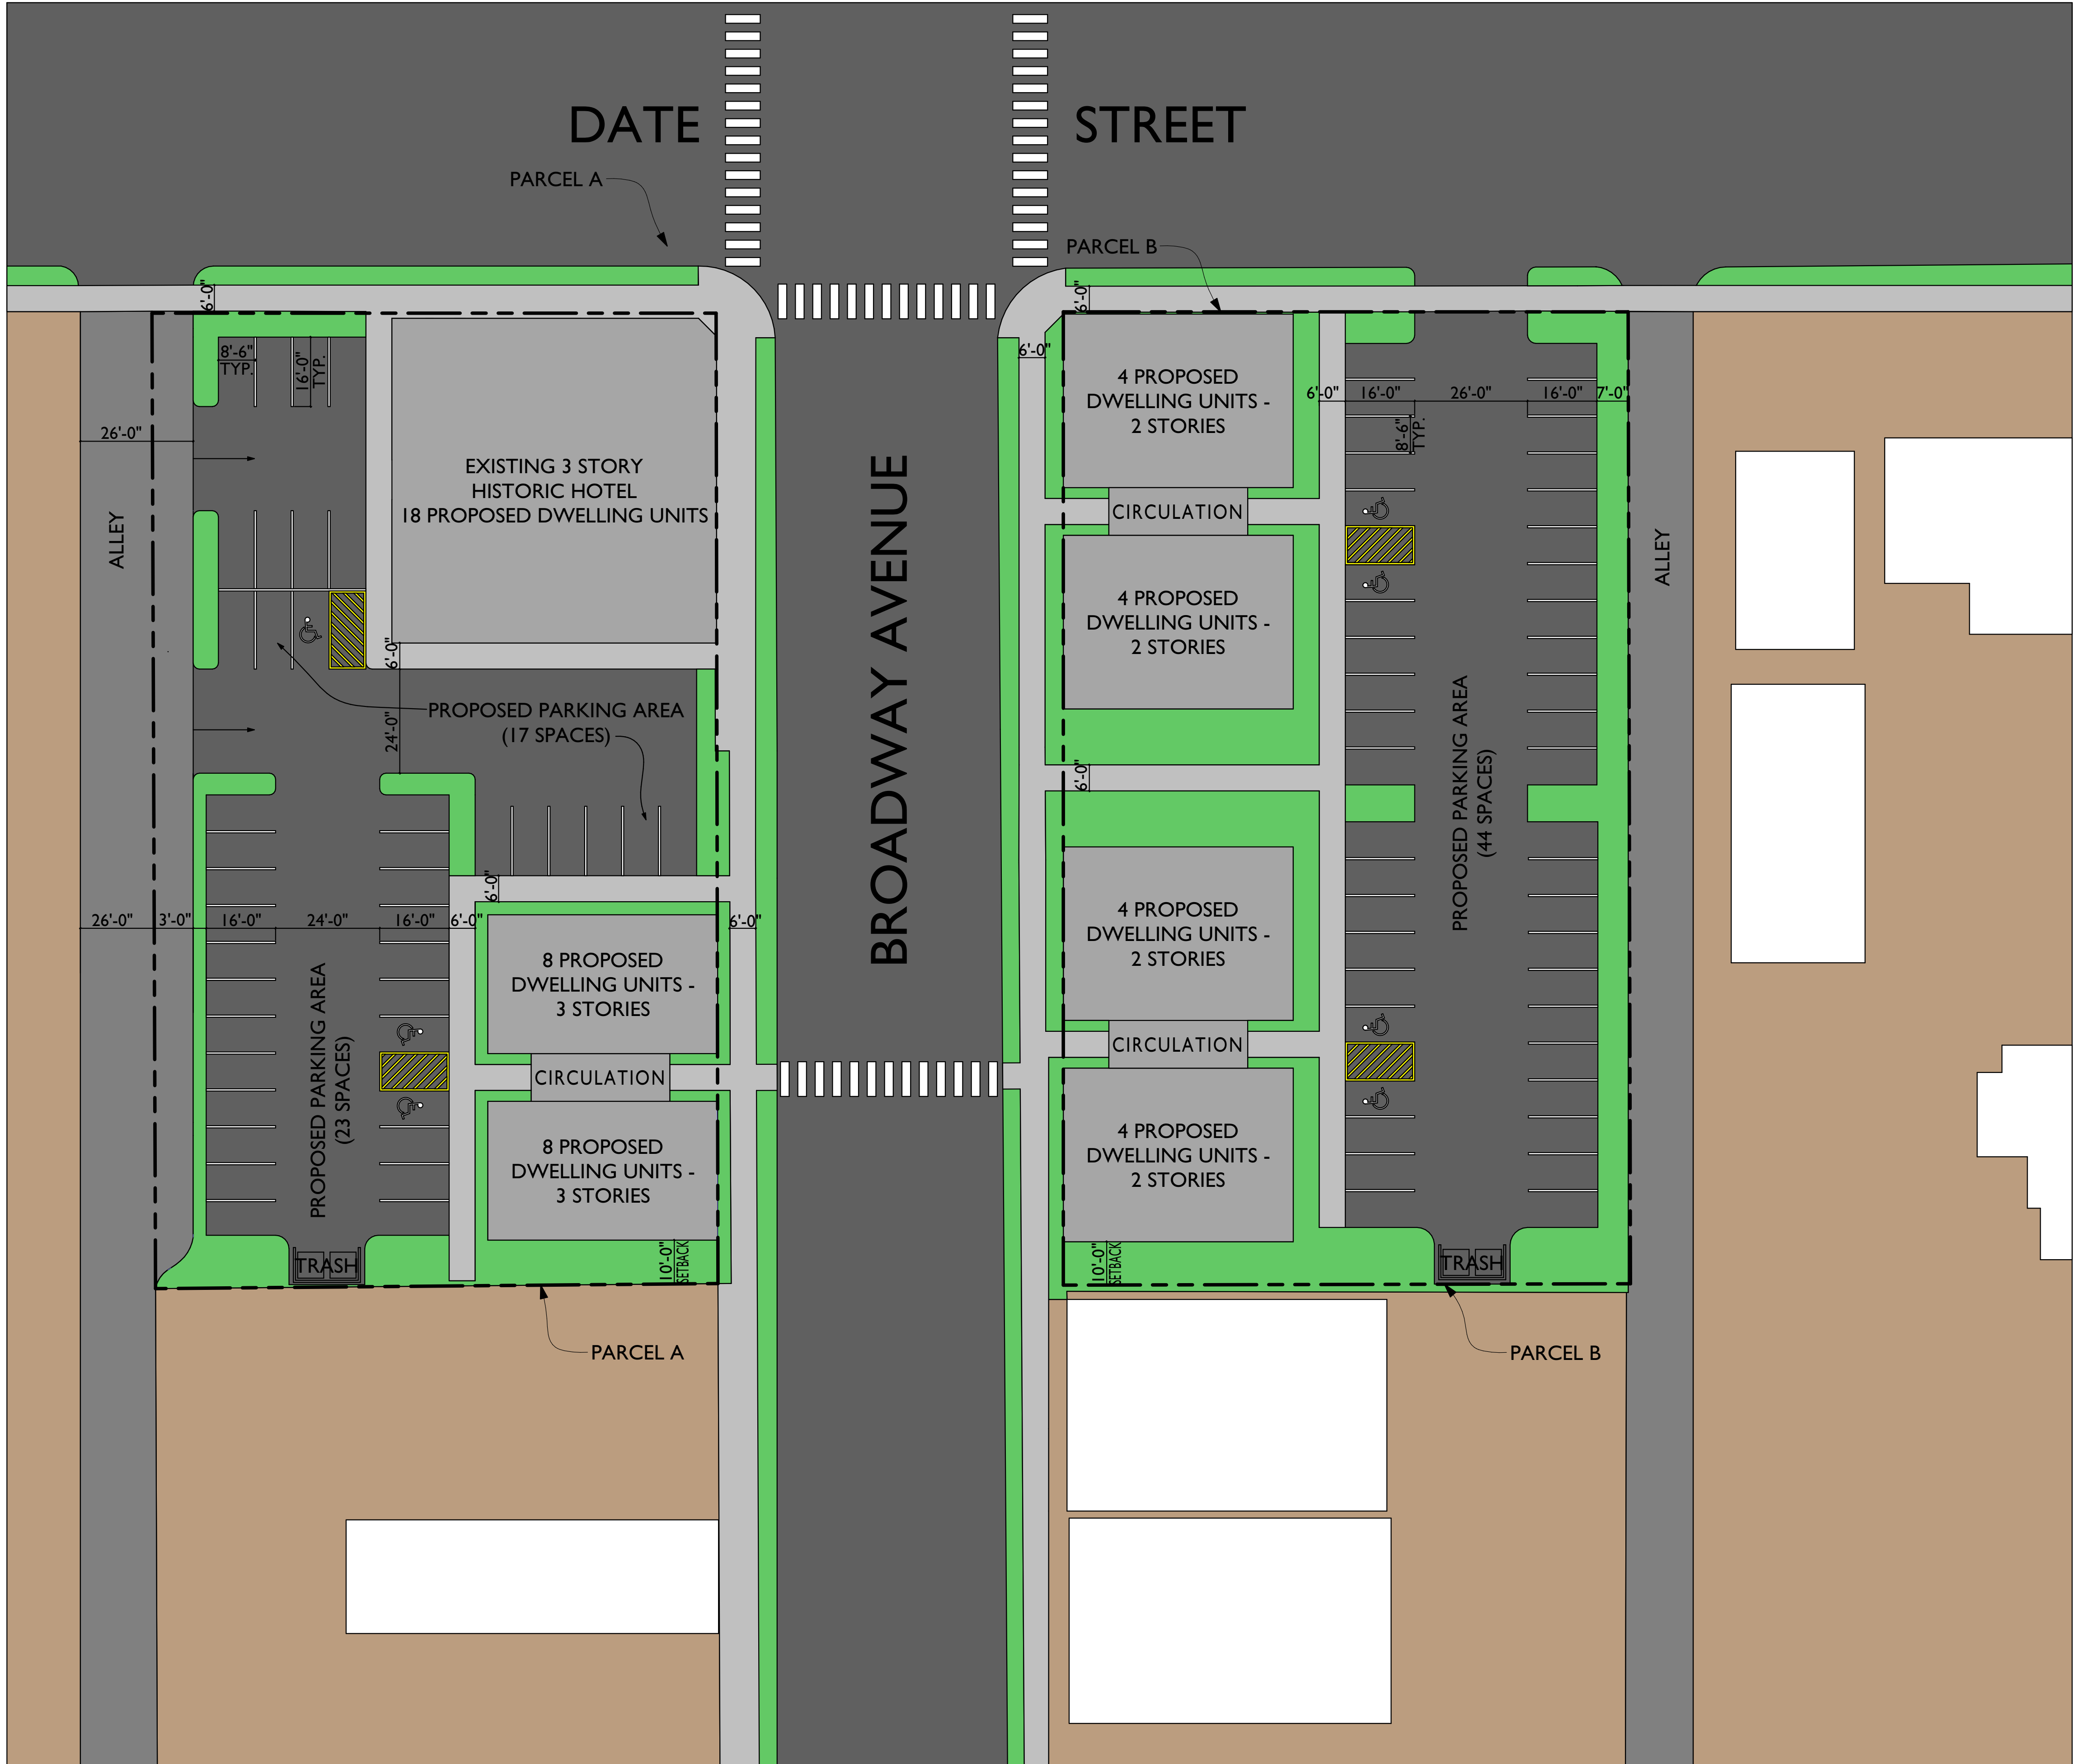 DATE STREET
PARCEL A
PARCEL B
6'-0"
6'-0"
8'-6"
TYP.
16'-0"
TYP.
6'-0"
4 PROPOSED
DWELLING UNITS -
2 STORIES
6'-0"
16'-0"
26'-0"
16'-0"
7'-0"
8'-6"
TYP.
26'-0"
EXISTING 3 STORY
HISTORIC HOTEL
18 PROPOSED DWELLING UNITS
CIRCULATION
ALLEY
ALLEY
BROADWAY AVENUE
4 PROPOSED
DWELLING UNITS -
2 STORIES
6'-0"
PROPOSED PARKING AREA
(17 SPACES)
24'-0"
6'-0"
PROPOSED PARKING AREA
(44 SPACES)
6'-0"
26'-0"
3'-0"
16'-0"
24'-0"
16'-0"
6'-0"
6'-0"
4 PROPOSED
DWELLING UNITS -
2 STORIES
8 PROPOSED
DWELLING UNITS -
3 STORIES
PROPOSED PARKING AREA
(23 SPACES)
CIRCULATION
CIRCULATION
8 PROPOSED
DWELLING UNITS -
3 STORIES
4 PROPOSED
DWELLING UNITS -
2 STORIES
TRASH
10'-0"
SETBACK
10'-0"
SETBACK
TRASH
PARCEL A
PARCEL B